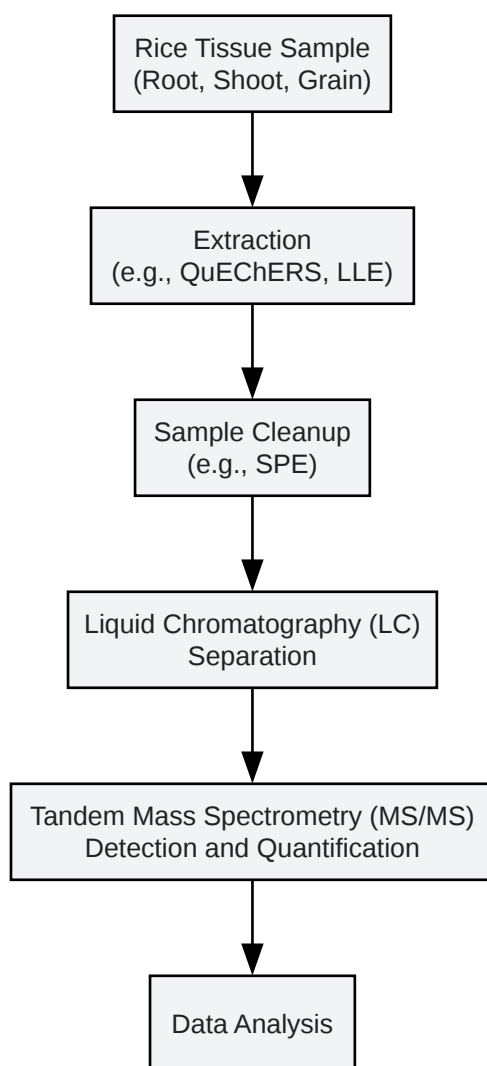 Rice Tissue Sample
(Root, Shoot, Grain)
Extraction
(e.g., QuEChERS, LLE)
Sample Cleanup
(e.g., SPE)
Liquid Chromatography (LC)
Separation
Tandem Mass Spectrometry (MS/MS)
Detection and Quantification
Data Analysis